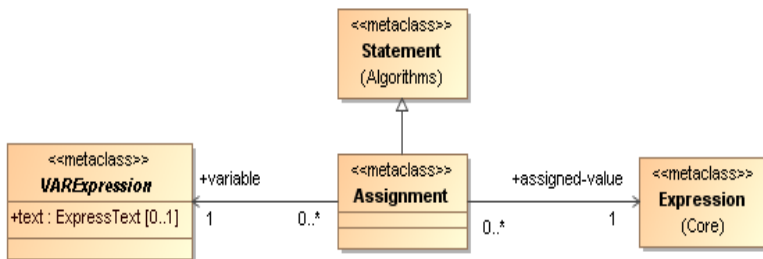 <<metaclass>>
Statement
(Algorithms)
<<metaclass>>
VARExpression
+text : ExpressText [0..1]
+variable
1
0..*
<<metaclass>>
Assignment
+assigned-value
0..*
1
<<metaclass>>
Expression
(Core)